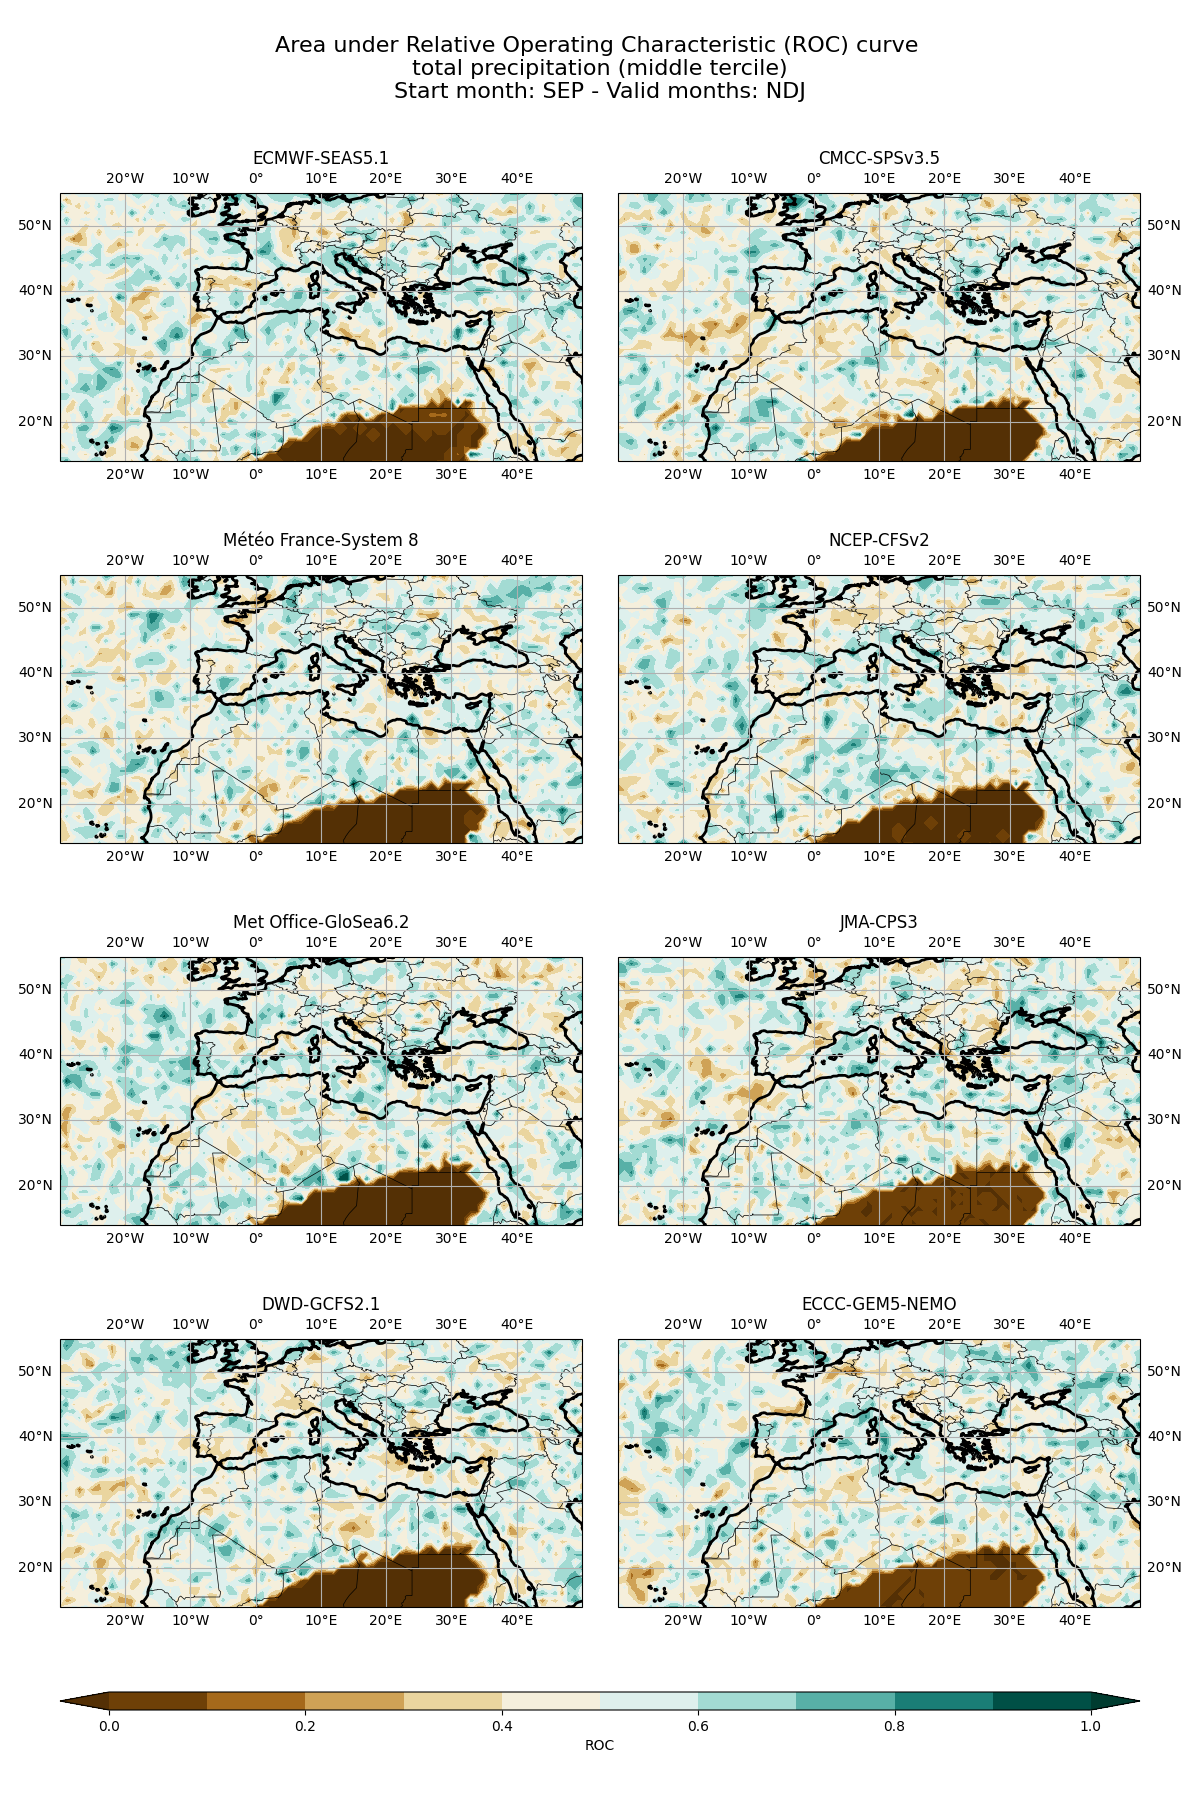 Area under Relative Operating Characteristic (ROC) curve
total precipitation (middle tercile)
Start month: SEP - Valid months: NDJ
ECMWF-SEAS5.1
20°W 10°W 0° 10°E 20°E 30°E 40°E
50°N
40°N
30°N
20°N
20°W 10°W 0° 10°E 20°E 30°E 40°E
CMCC-SPSv3.5
20°W 10°W 0° 10°E 20°E 30°E 40°E
50°N
40°N
30°N
20°N
20°W 10°W 0° 10°E 20°E 30°E 40°E
Météo France-System 8
20°W 10°W 0° 10°E 20°E 30°E 40°E
50°N
40°N
30°N
20°N
20°W 10°W 0° 10°E 20°E 30°E 40°E
NCEP-CFSv2
20°W 10°W 0° 10°E 20°E 30°E 40°E
50°N
40°N
30°N
20°N
20°W 10°W 0° 10°E 20°E 30°E 40°E
Met Office-GloSea6.2
20°W 10°W 0° 10°E 20°E 30°E 40°E
50°N
40°N
30°N
20°N
20°W 10°W 0° 10°E 20°E 30°E 40°E
JMA-CPS3
20°W 10°W 0° 10°E 20°E 30°E 40°E
50°N
40°N
30°N
20°N
20°W 10°W 0° 10°E 20°E 30°E 40°E
DWD-GCFS2.1
20°W 10°W 0° 10°E 20°E 30°E 40°E
50°N
40°N
30°N
20°N
20°W 10°W 0° 10°E 20°E 30°E 40°E
ECCC-GEM5-NEMO
20°W 10°W 0° 10°E 20°E 30°E 40°E
50°N
40°N
30°N
20°N
20°W 10°W 0° 10°E 20°E 30°E 40°E
0.0 0.2 0.4 0.6 0.8 1.0
ROC